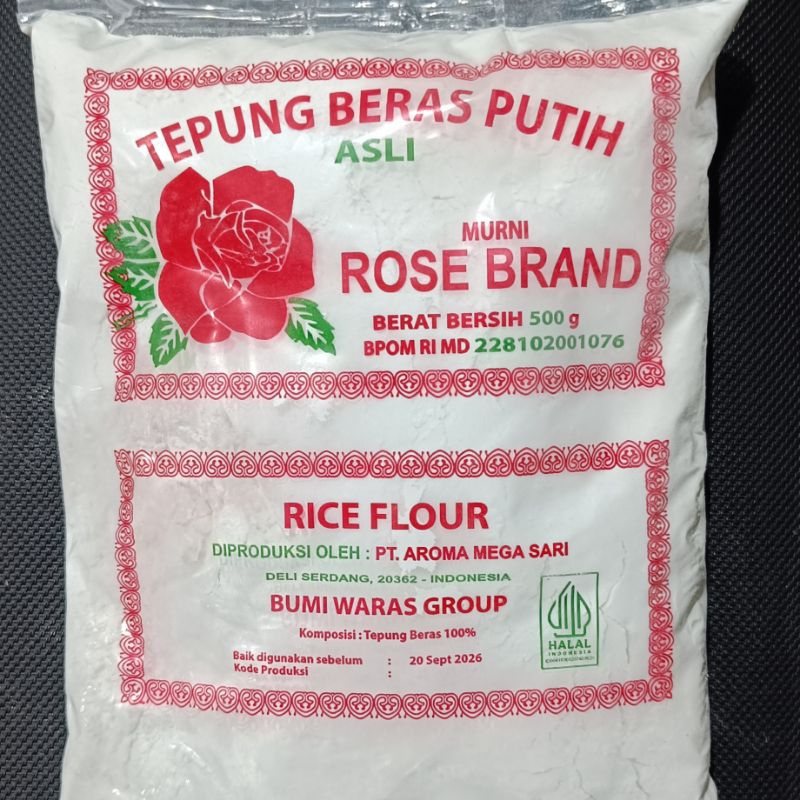 TEPUNG BERAS PUTIH
ASLI
MURNI
ROSE BRAND
BERAT BERSIH 500 g
BPOM RI MD 228102001076
RICE FLOUR
DIPRODUKSI OLEH : PT. AROMA MEGA SARI
DELI SERDANG, 20362 - INDONESIA
BUMI WARAS GROUP
Komposisi : Tepung Beras 100%
Baik digunakan sebelum : 20 Sept 2026
Kode Produksi :
HALAL
INDONESIA